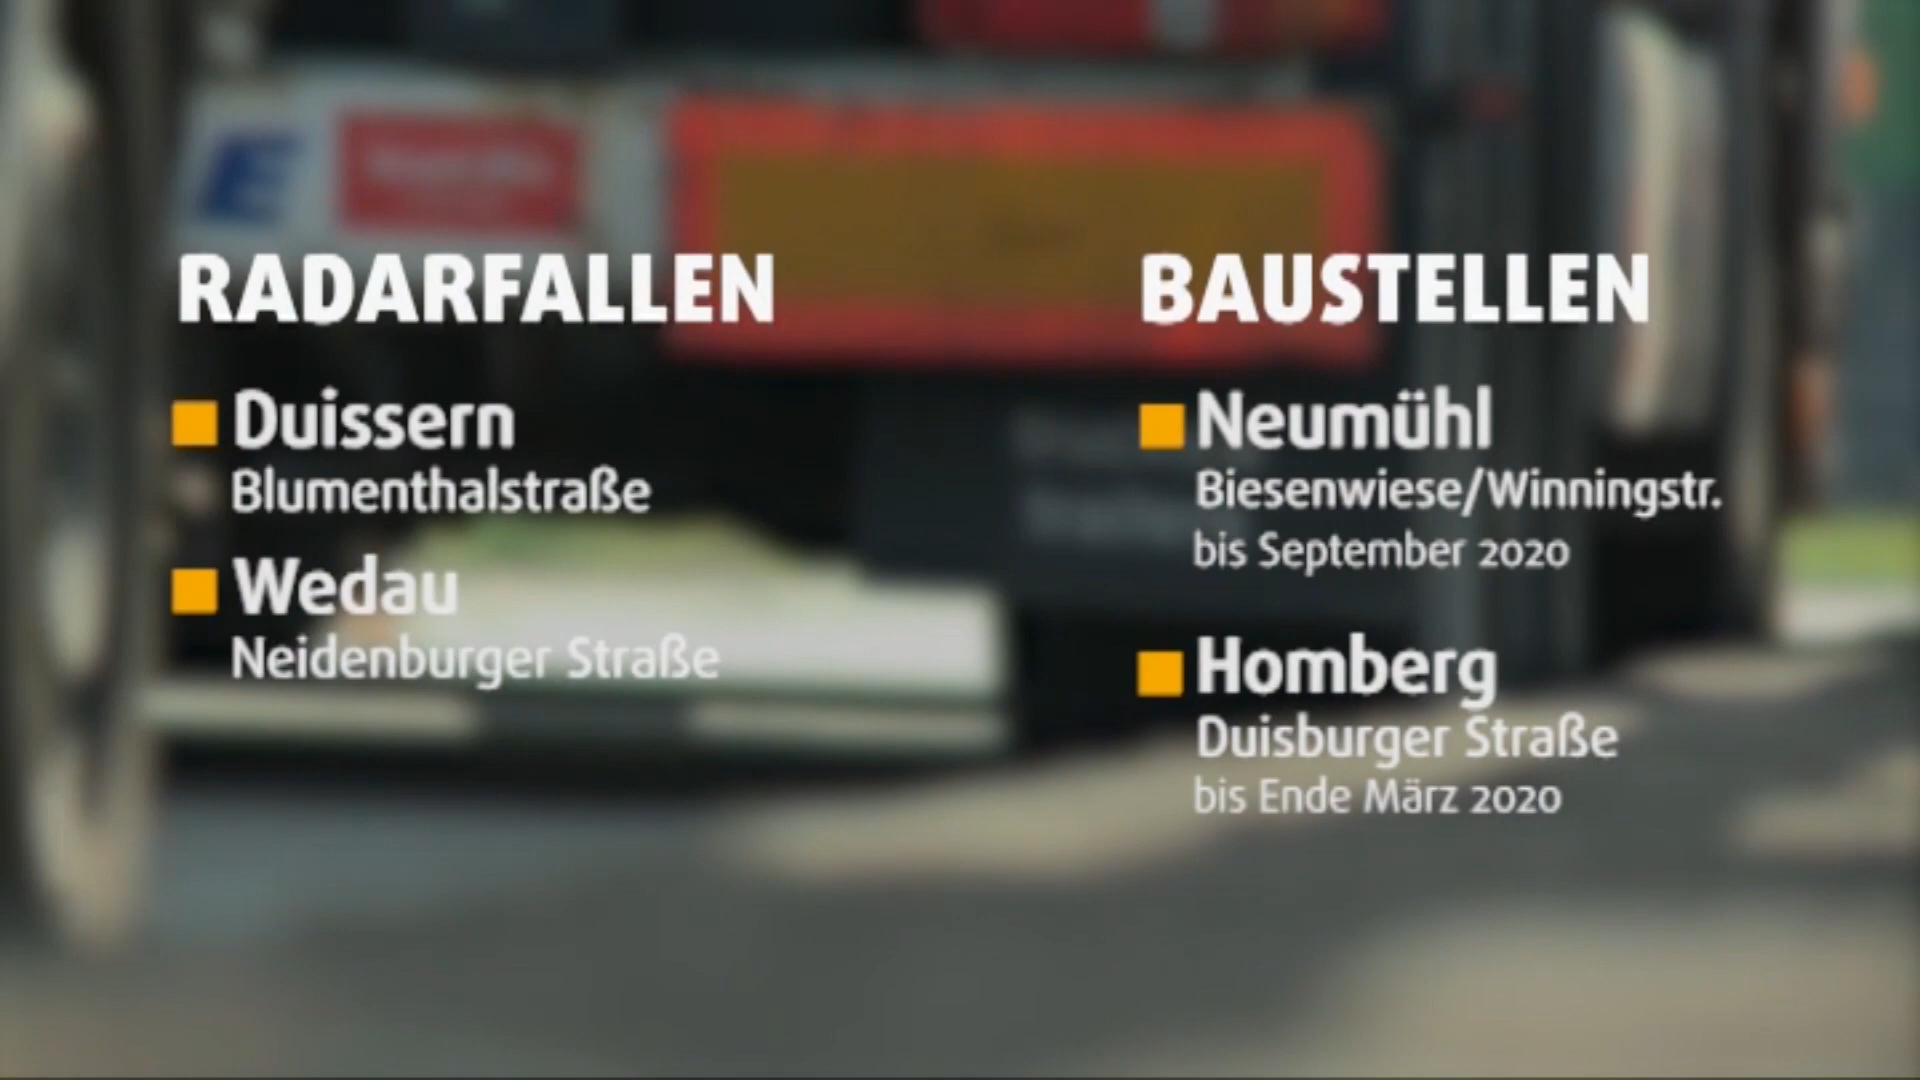 RADARFALLEN
Duissern
Blumenthalstraße
Wedau
Neidenburger Straße
BAUSTELLEN
Neumühl
Biesenwiese/Winningstr.
bis September 2020
Homberg
Duisburger Straße
bis Ende März 2020
E